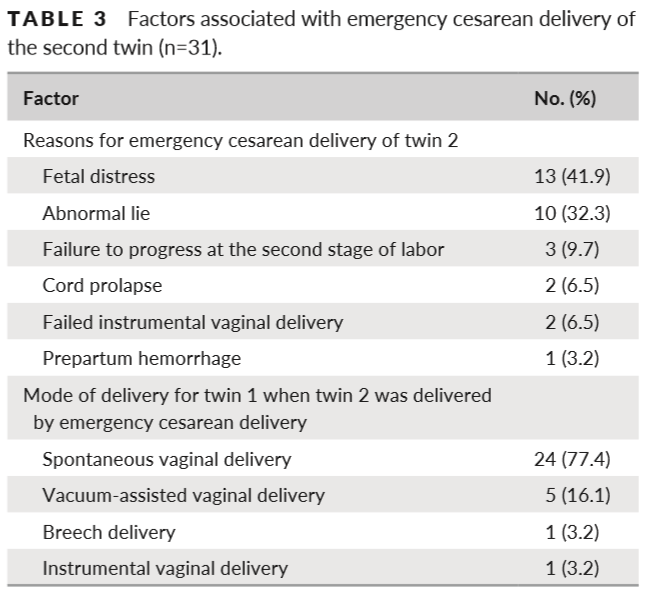 TABLE 3 Factors associated with emergency cesarean delivery of
the second twin (n=31).
Factor No. (%)
Reasons for emergency cesarean delivery of twin 2
Fetal distress 13 (41.9)
Abnormal lie 10 (32.3)
Failure to progress at the second stage of labor 3 (9.7)
Cord prolapse 2 (6.5)
Failed instrumental vaginal delivery 2 (6.5)
Prepartum hemorrhage 1 (3.2)
Mode of delivery for twin 1 when twin 2 was delivered
by emergency cesarean delivery
Spontaneous vaginal delivery 24 (77.4)
Vacuum-assisted vaginal delivery 5 (16.1)
Breech delivery 1 (3.2)
Instrumental vaginal delivery 1 (3.2)